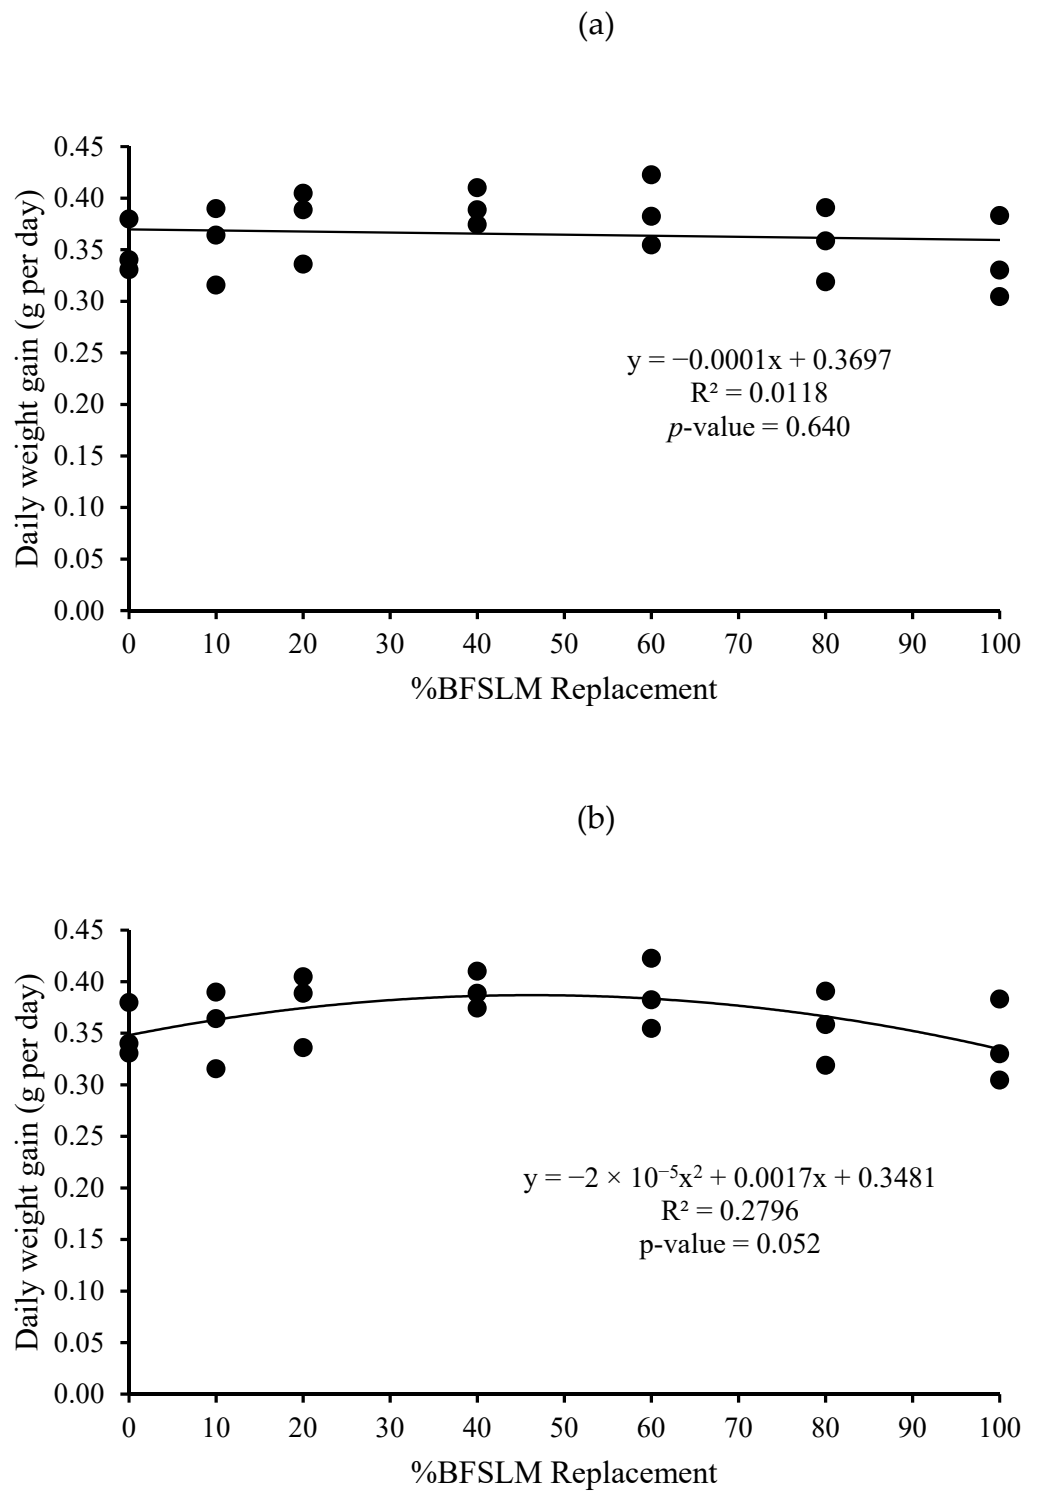 (a)
Daily weight gain (g per day)
0.45
0.40
0.35
0.30
0.25
0.20
0.15
0.10
0.05
0.00
y = −0.0001x + 0.3697
R² = 0.0118
p-value = 0.640
0 10 20 30 40 50 60 70 80 90 100
%BFSLM Replacement
(b)
Daily weight gain (g per day)
0.45
0.40
0.35
0.30
0.25
0.20
0.15
0.10
0.05
0.00
y = −2 × 10⁻⁵x² + 0.0017x + 0.3481
R² = 0.2796
p-value = 0.052
0 10 20 30 40 50 60 70 80 90 100
%BFSLM Replacement